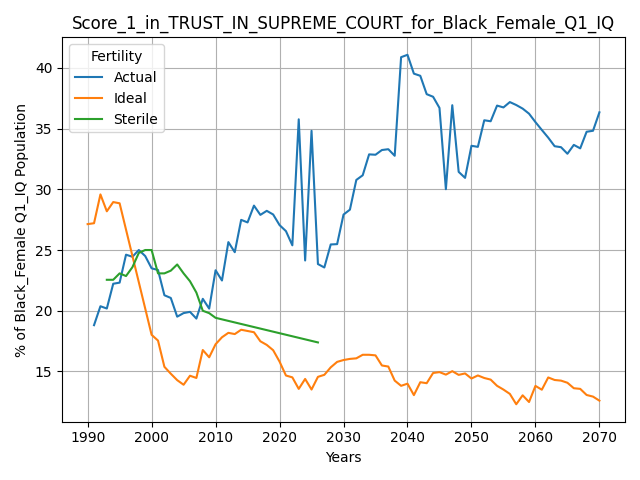 Score_1_in_TRUST_IN_SUPREME_COURT_for_Black_Female_Q1_IQ
Fertility
Actual
Ideal
Sterile
% of Black_Female Q1_IQ Population
40
35
30
25
20
15
1990 2000 2010 2020 2030 2040 2050 2060 2070
Years